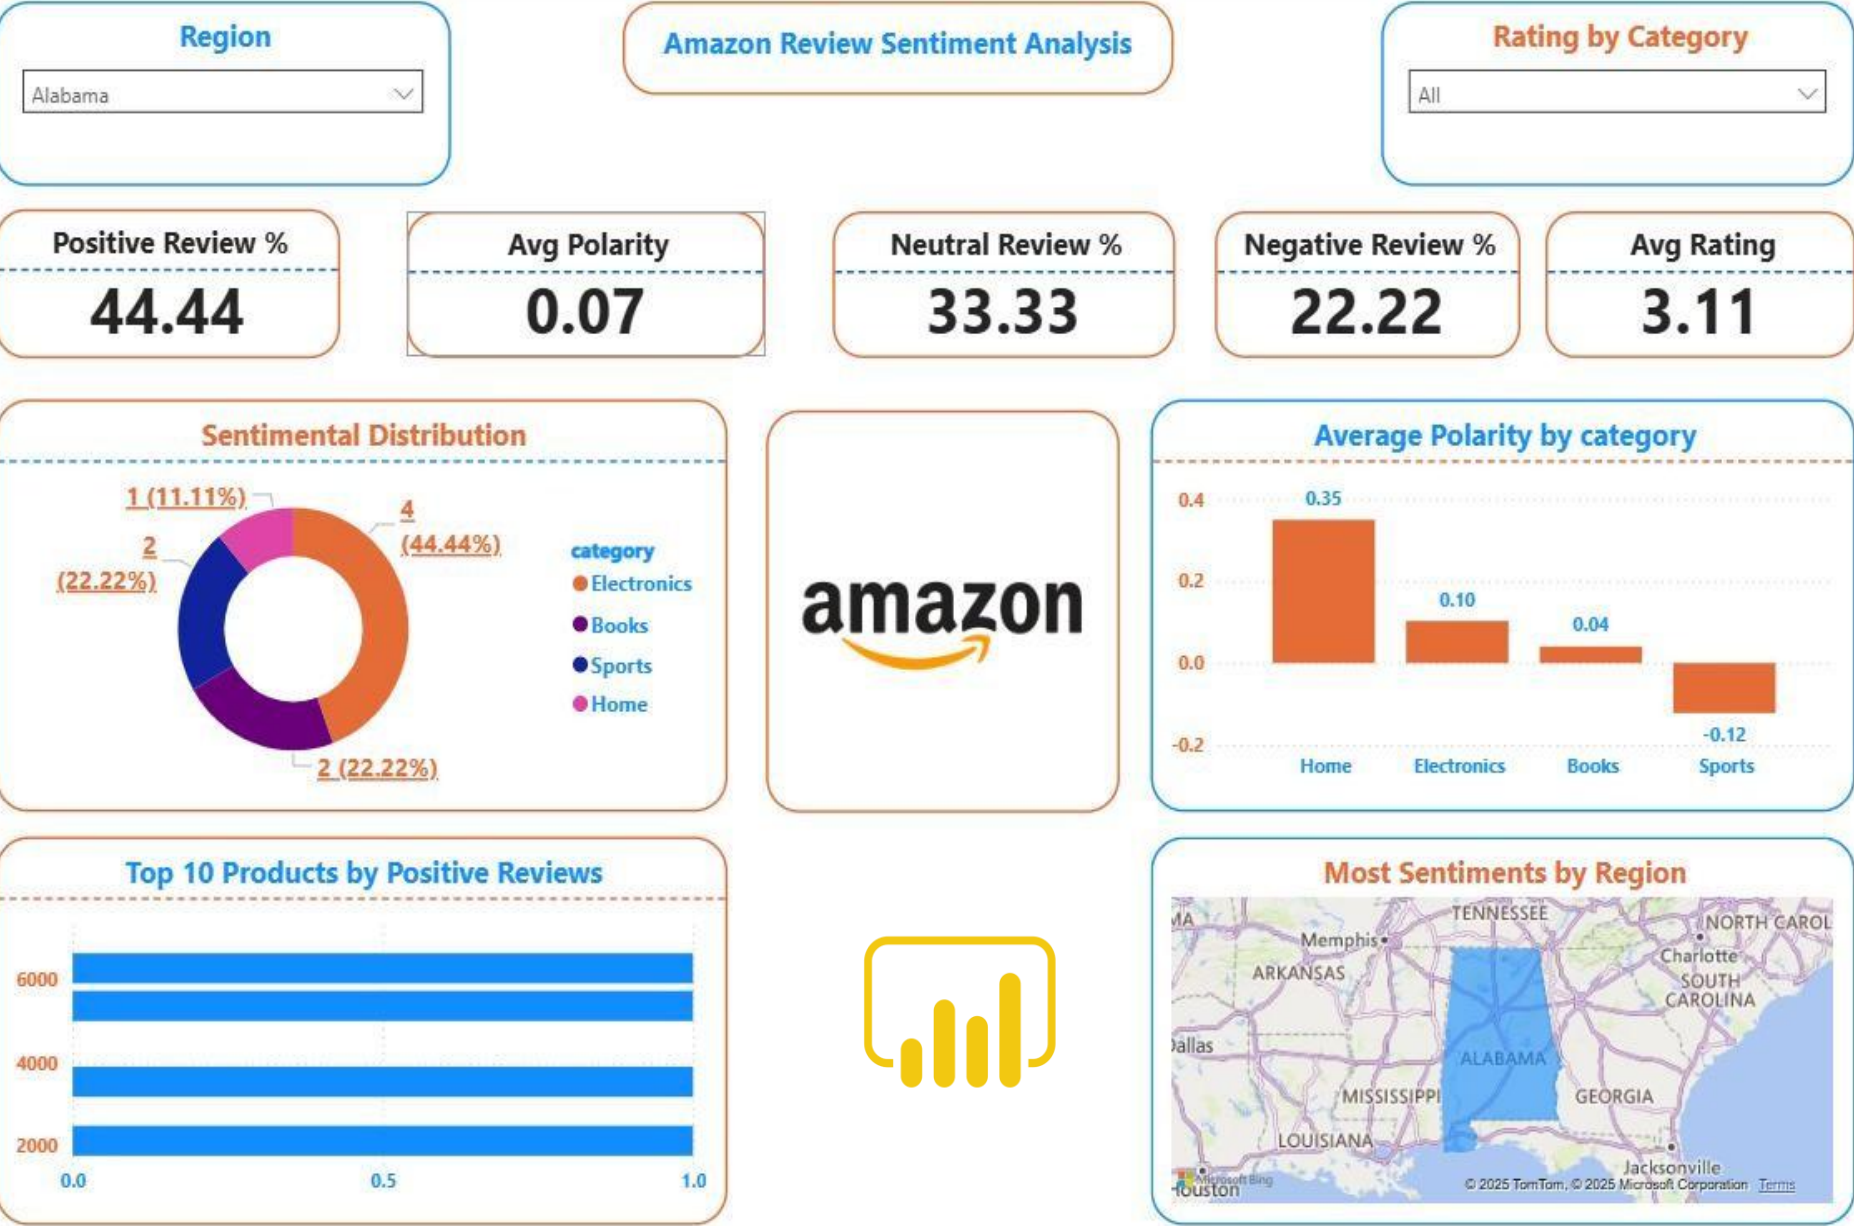 Region
Alabama
Amazon Review Sentiment Analysis
Rating by Category
All
Positive Review %
44.44
Avg Polarity
0.07
Neutral Review %
33.33
Negative Review %
22.22
Avg Rating
3.11
Sentimental Distribution
1 (11.11%)
4
(44.44%)
2
(22.22%)
2 (22.22%)
category
Electronics
Books
Sports
Home
amazon
Average Polarity by category
0.4
0.2
0.0
-0.2
0.35
0.10
0.04
-0.12
Home
Electronics
Books
Sports
Top 10 Products by Positive Reviews
6000
4000
2000
0.0
0.5
1.0
Most Sentiments by Region
MA
TENNESSEE
NORTH CAROL
Memphis
Charlotte
ARKANSAS
SOUTH
CAROLINA
Dallas
ALABAMA
MISSISSIPPI
GEORGIA
LOUISIANA
Jacksonville
Microsoft Bing
Houston
© 2025 TomTom, © 2025 Microsoft Corporation Terms